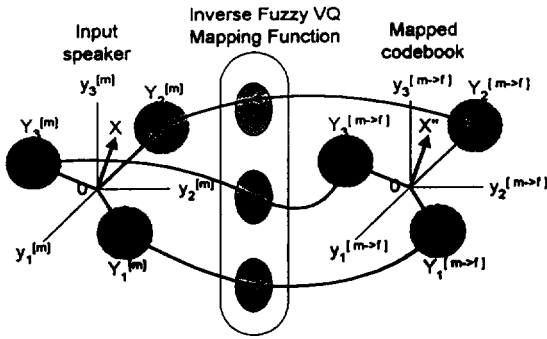 Inverse Fuzzy VQ
Mapping Function
Input
speaker
Mapped
codebook
y3[m]
Y2[m]
X
Y3[m]
0
y2[m]
y1[m]
Y1[m]
y3[m->f]
Y2[m->f]
Y3[m->f]
X"
0
y2[m->f]
y1[m->f]
Y1[m->f]